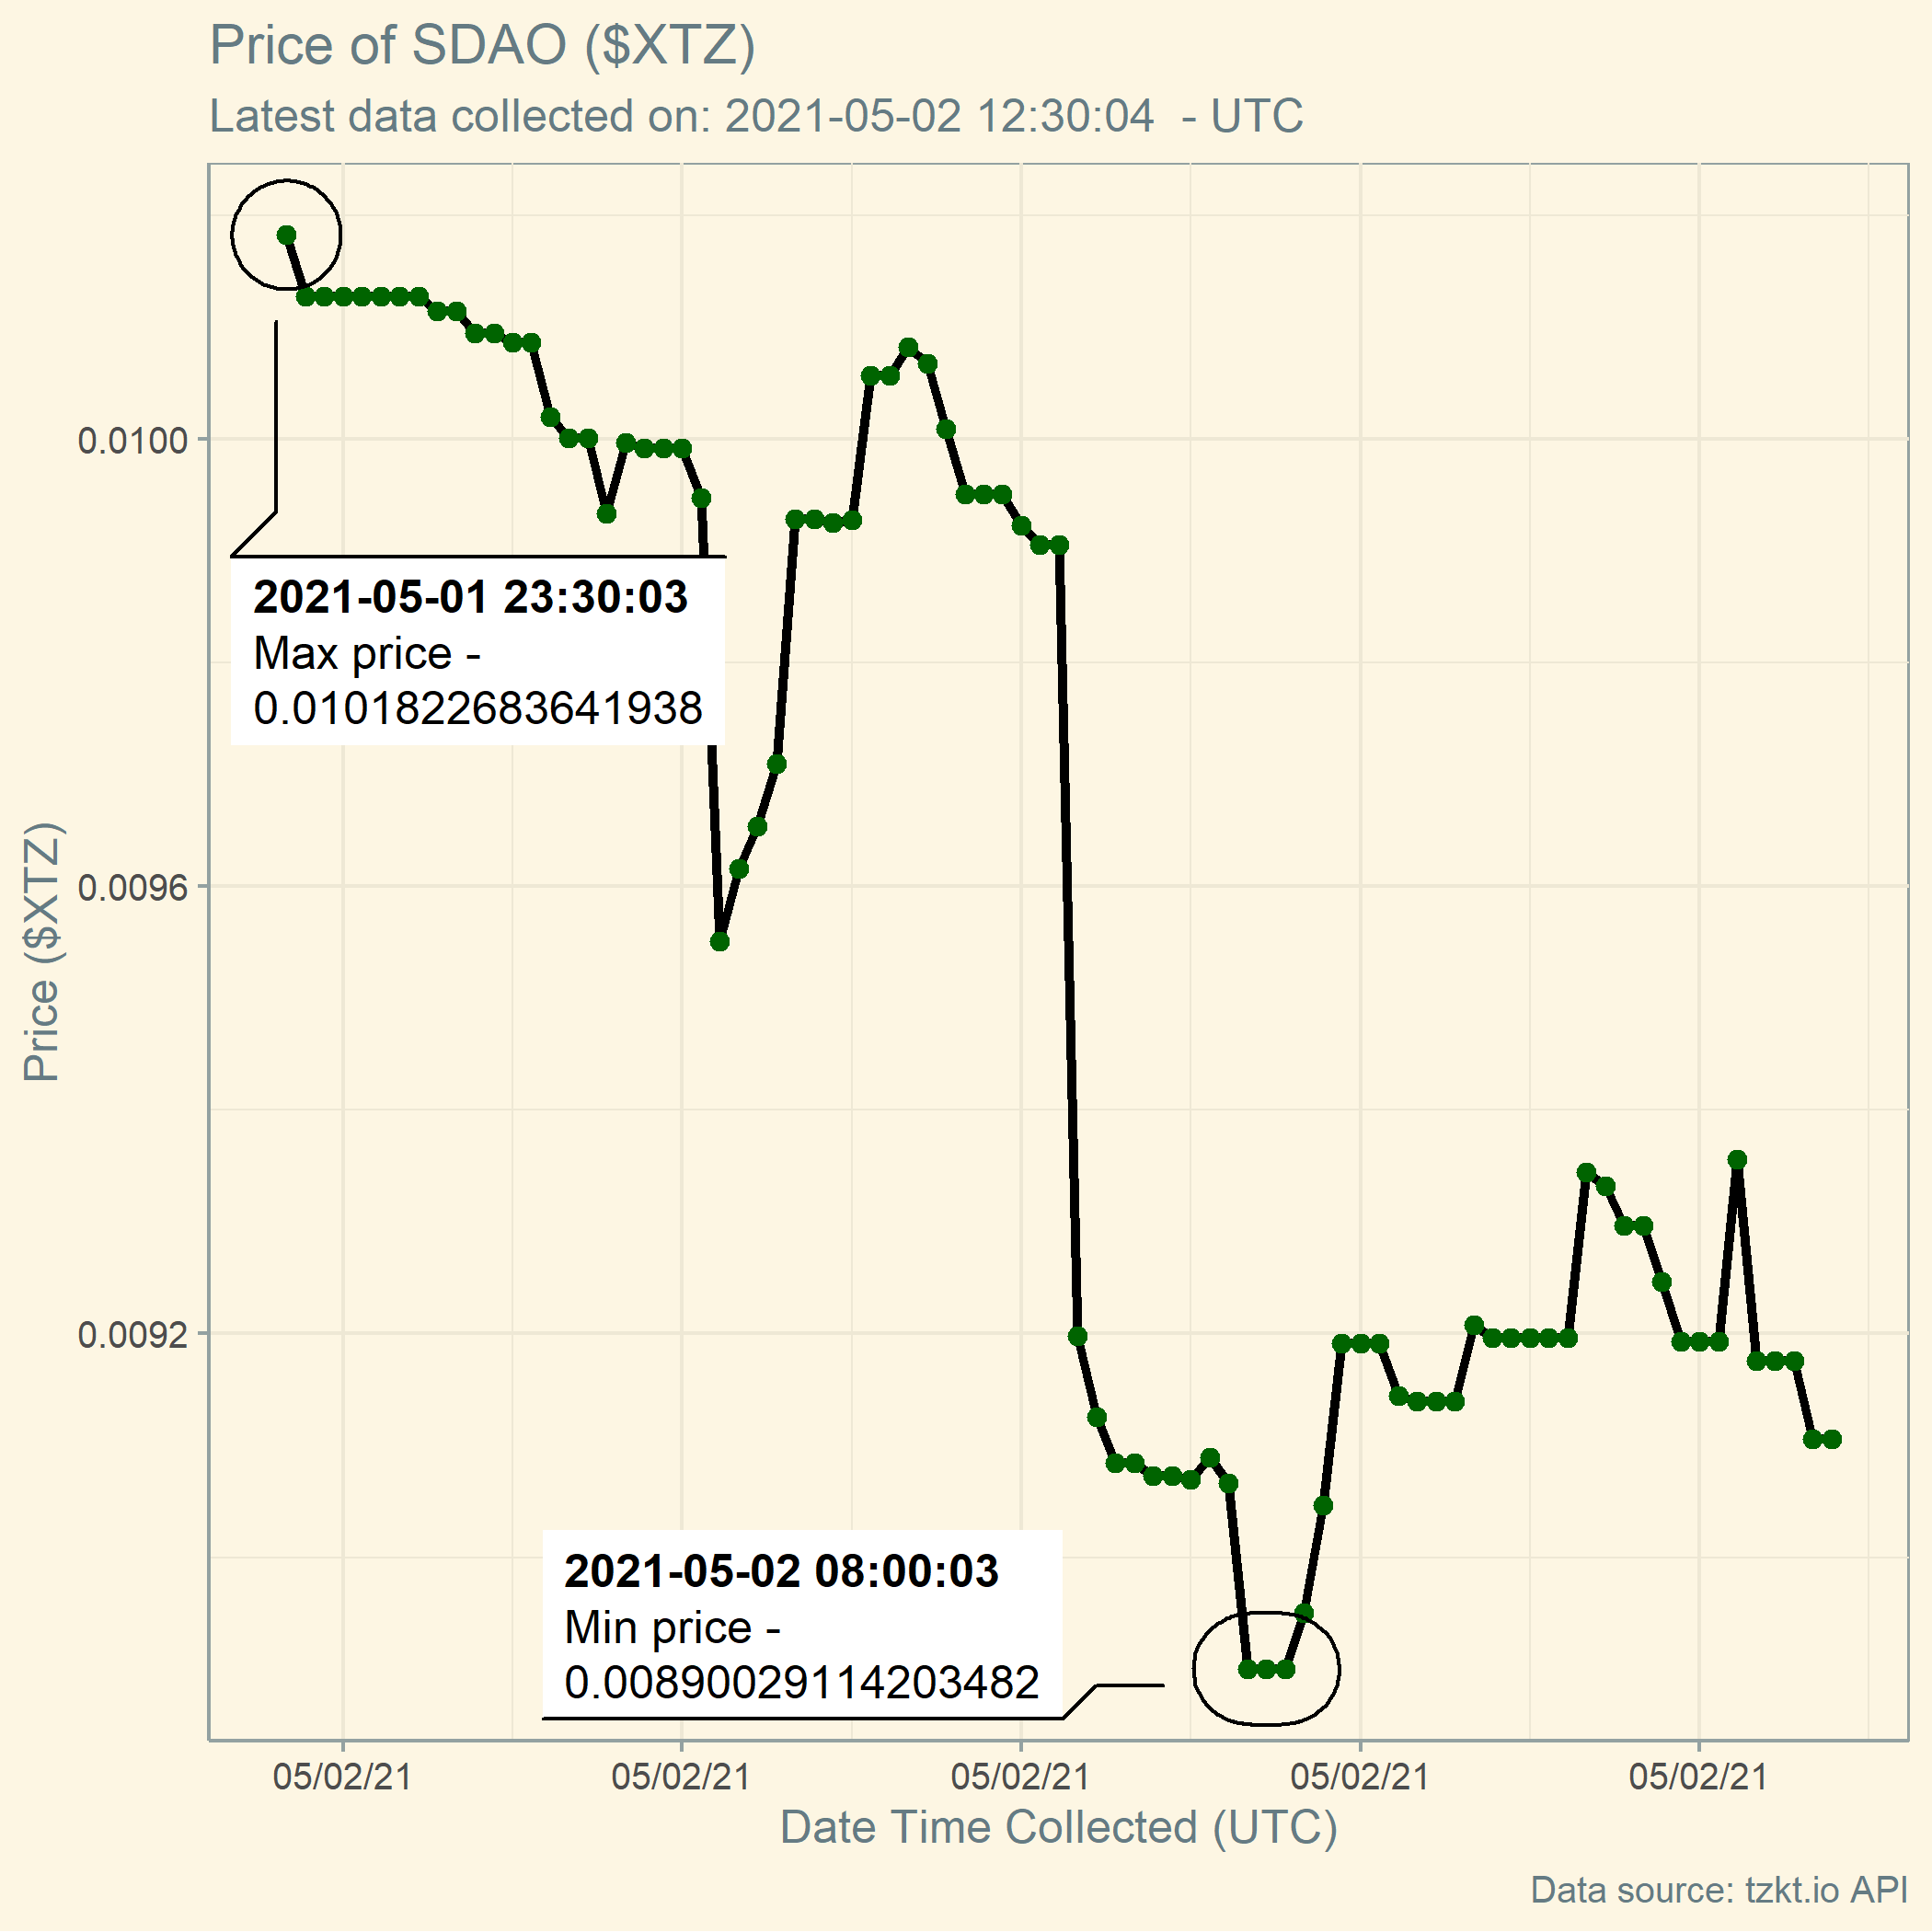 Price of SDAO ($XTZ)
Latest data collected on: 2021-05-02 12:30:04  - UTC
Price ($XTZ)
0.0100
0.0096
0.0092
2021-05-01 23:30:03
Max price -
0.0101822683641938
2021-05-02 08:00:03
Min price -
0.00890029114203482
05/02/21 05/02/21 05/02/21 05/02/21 05/02/21
Date Time Collected (UTC)
Data source: tzkt.io API